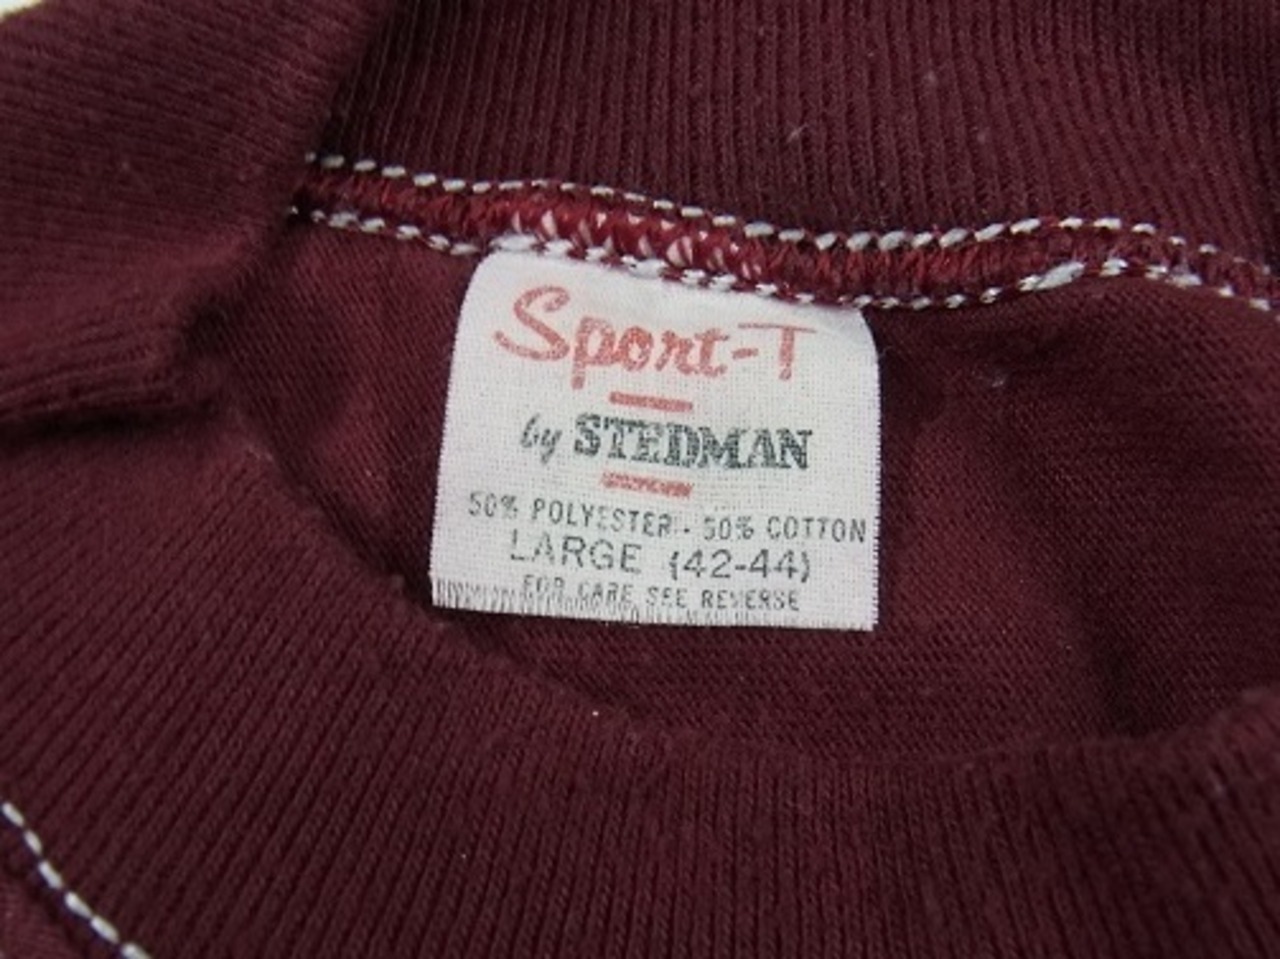 Sport-T
by STEDMAN
50% POLYESTER - 50% COTTON
LARGE (42-44)
FOR CARE SEE REVERSE